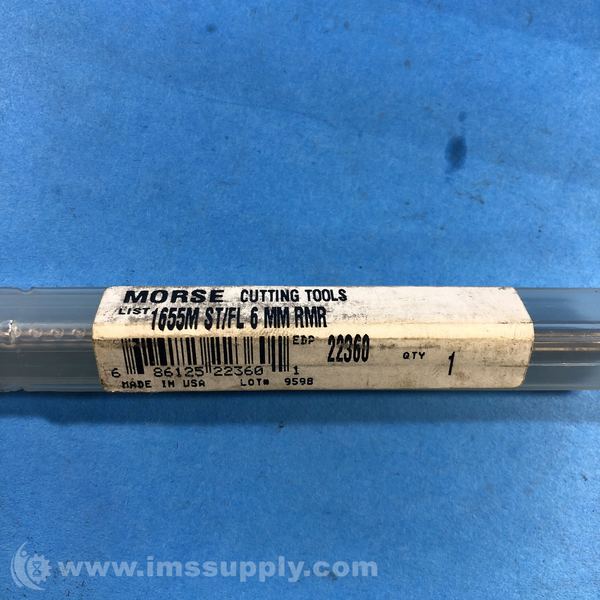 MORSE CUTTING TOOLS
LIST 1655M ST/FL 6 MM RMR
EDP 22360 QTY 1
6 86125 22360 1
MADE IN USA LOT# 9598
© www.imssupply.com